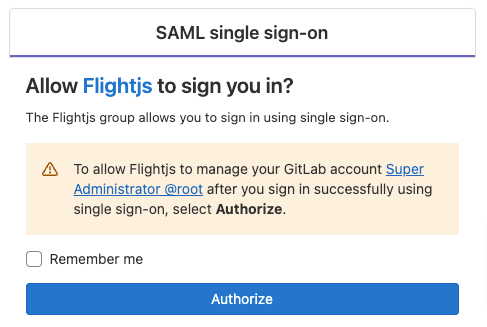 SAML single sign-on
Allow Flightjs to sign you in?
The Flightjs group allows you to sign in using single sign-on.
To allow Flightjs to manage your GitLab account Super
Administrator @root after you sign in successfully using
single sign-on, select Authorize.
Remember me
Authorize